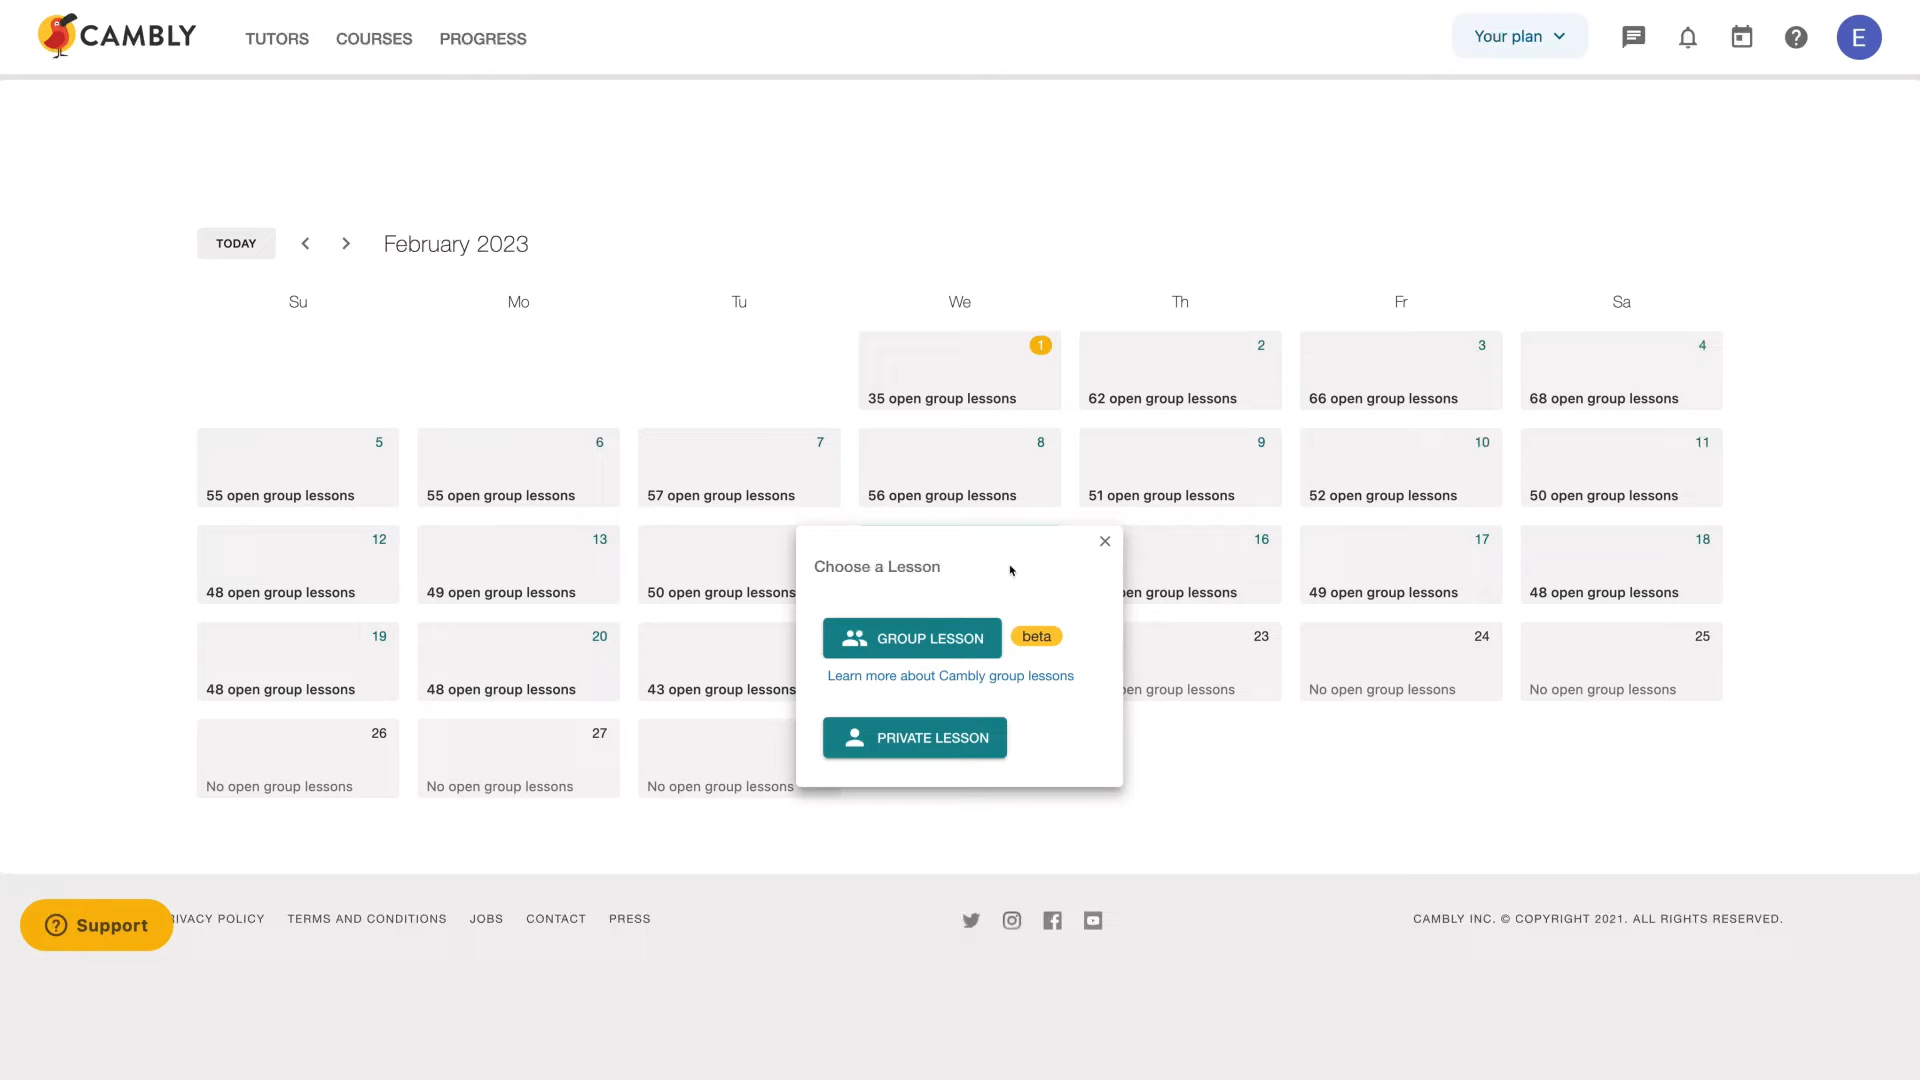 CAMBLY TUTORS COURSES PROGRESS Your plan E
TODAY February 2023
Su Mo Tu We Th Fr Sa
1 2 3 4
35 open group lessons 62 open group lessons 66 open group lessons 68 open group lessons
5 6 7 8 9 10 11
55 open group lessons 55 open group lessons 57 open group lessons 56 open group lessons 51 open group lessons 52 open group lessons 50 open group lessons
12 13 16 17 18
48 open group lessons 49 open group lessons 50 open group lessons group lessons 49 open group lessons 48 open group lessons
19 20 23 24 25
48 open group lessons 48 open group lessons 43 open group lessons group lessons No open group lessons No open group lessons
26 27
No open group lessons No open group lessons No open group lessons
Choose a Lesson
GROUP LESSON beta
Learn more about Cambly group lessons
PRIVATE LESSON
Support POLICY TERMS AND CONDITIONS JOBS CONTACT PRESS CAMBLY INC. © COPYRIGHT 2021. ALL RIGHTS RESERVED.